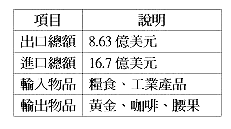 項目 說明
出口總額 8.63 億美元
進口總額 16.7 億美元
輸入物品 糧食、工業產品
輸出物品 黃金、咖啡、腰果